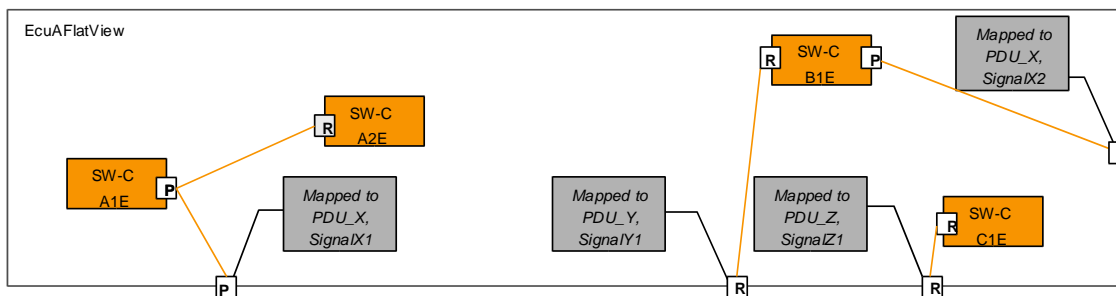 EcuAFlatView
Mapped to
PDU_X,
SignalX2
R
SW-C
B1E
P
R
SW-C
A2E
SW-C
A1E
P
Mapped to
PDU_X,
SignalX1
Mapped to
PDU_Y,
SignalY1
Mapped to
PDU_Z,
SignalZ1
R
SW-C
C1E
P
R
R